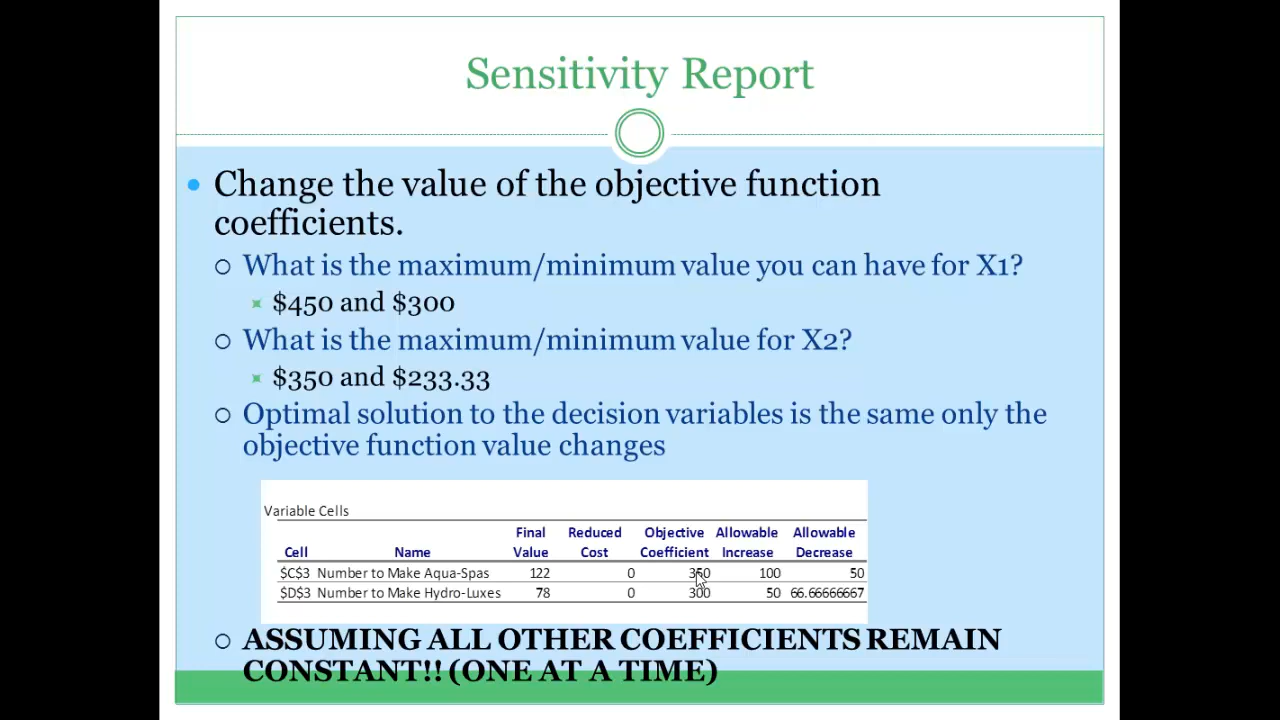 Sensitivity Report
Change the value of the objective function
coefficients.
What is the maximum/minimum value you can have for X1?
$450 and $300
What is the maximum/minimum value for X2?
$350 and $233.33
Optimal solution to the decision variables is the same only the
objective function value changes
Variable Cells
Final Reduced Objective Allowable Allowable
Cell Name Value Cost Coefficient Increase Decrease
$C$3 Number to Make Aqua-Spas 122 0 350 100 50
$D$3 Number to Make Hydro-Luxes 78 0 300 50 66.66666667
ASSUMING ALL OTHER COEFFICIENTS REMAIN
CONSTANT!! (ONE AT A TIME)